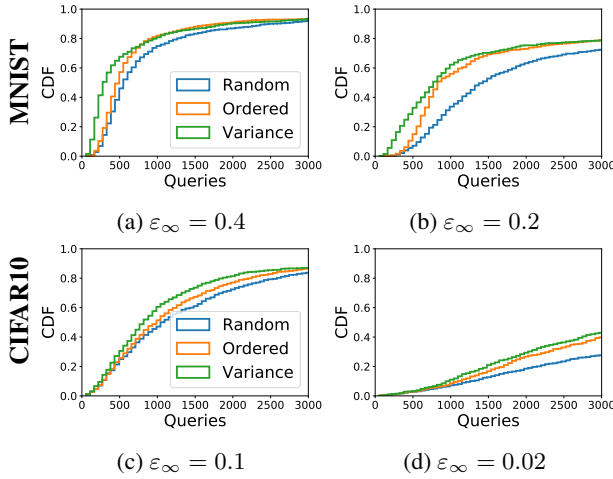 MNIST
CDF
1.0
0.8
0.6
0.4
0.2
0.0
0 500 1000 1500 2000 2500 3000
Queries
Random
Ordered
Variance
(a) ε∞ = 0.4
CDF
1.0
0.8
0.6
0.4
0.2
0.0
0 500 1000 1500 2000 2500 3000
Queries
(b) ε∞ = 0.2
CIFAR10
CDF
1.0
0.8
0.6
0.4
0.2
0.0
0 500 1000 1500 2000 2500 3000
Queries
Random
Ordered
Variance
(c) ε∞ = 0.1
CDF
1.0
0.8
0.6
0.4
0.2
0.0
0 500 1000 1500 2000 2500 3000
Queries
Random
Ordered
Variance
(d) ε∞ = 0.02